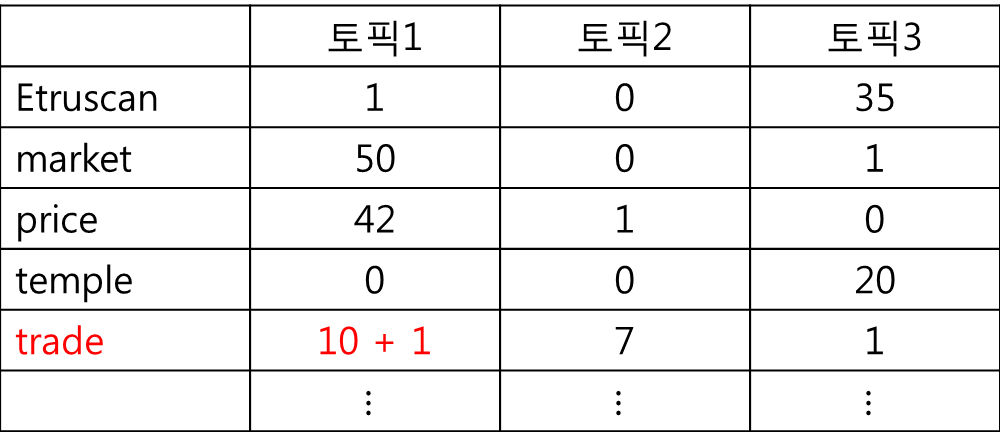 토픽1 토픽2 토픽3
Etruscan 1 0 35
market 50 0 1
price 42 1 0
temple 0 0 20
trade 10 + 1 7 1
⋮ ⋮ ⋮